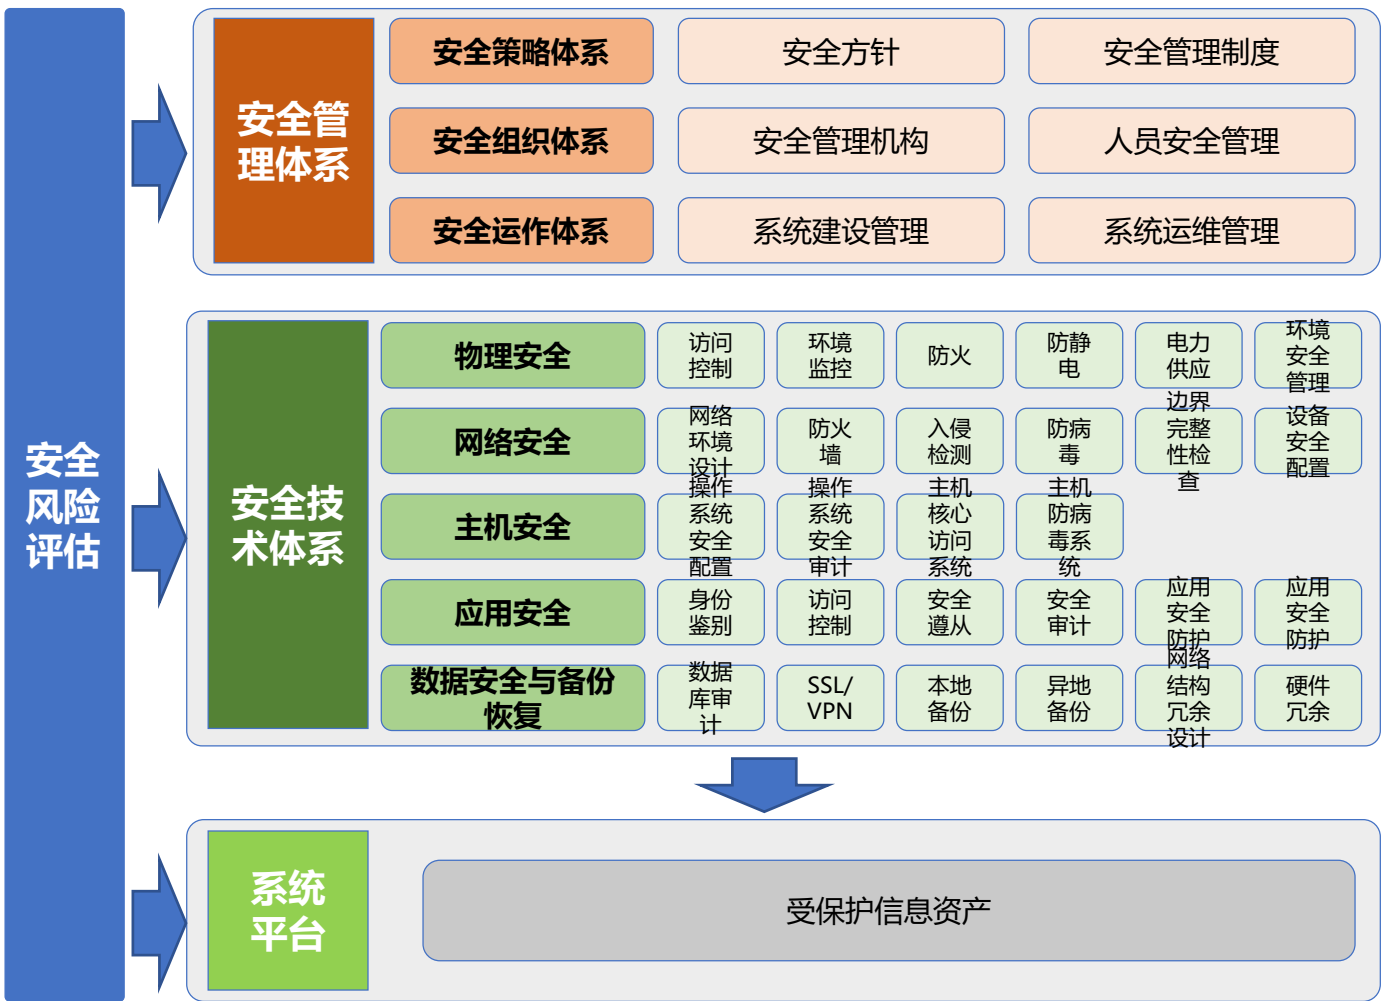 安全
风险
评估
安全管
理体系
安全策略体系
安全方针
安全管理制度
安全组织体系
安全管理机构
人员安全管理
安全运作体系
系统建设管理
系统运维管理
安全技
术体系
物理安全
访问
控制
环境
监控
防火
防静
电
电力
供应
环境
安全
管理
网络安全
网络
环境
设计
防火
墙
入侵
检测
防病
毒
边界
完整
性检
查
设备
安全
配置
主机安全
操作
系统
安全
配置
操作
系统
安全
审计
主机
核心
访问
系统
主机
防病
毒系
统
应用安全
身份
鉴别
访问
控制
安全
遵从
安全
审计
应用
安全
防护
应用
安全
防护
数据安全与备份
恢复
数据
库审
计
SSL/
VPN
本地
备份
异地
备份
网络
结构
冗余
设计
硬件
冗余
系统
平台
受保护信息资产